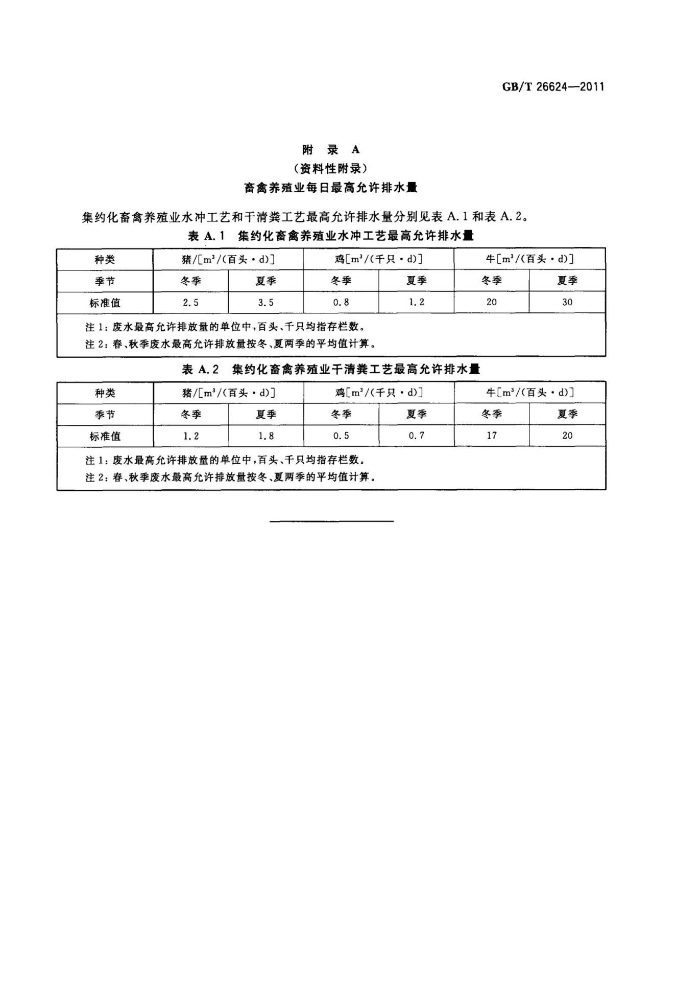 GB/T 26624—2011
附 录 A
（资料性附录）
畜禽养殖业每日最高允许排水量
集约化畜禽养殖业水冲工艺和干清粪工艺最高允许排水量分别见表 A.1 和表 A.2。
表 A.1 集约化畜禽养殖业水冲工艺最高允许排水量
种类 猪/[m³/(百头·d)] 鸡[m³/(千只·d)] 牛[m³/(百头·d)]
季节 冬季 夏季 冬季 夏季 冬季 夏季
标准值 2.5 3.5 0.8 1.2 20 30
注 1：废水最高允许排放量的单位中，百头、千只均指存栏数。
注 2：春、秋季废水最高允许排放量按冬、夏两季的平均值计算。
表 A.2 集约化畜禽养殖业干清粪工艺最高允许排水量
种类 猪/[m³/(百头·d)] 鸡[m³/(千只·d)] 牛[m³/(百头·d)]
季节 冬季 夏季 冬季 夏季 冬季 夏季
标准值 1.2 1.8 0.5 0.7 17 20
注 1：废水最高允许排放量的单位中，百头、千只均指存栏数。
注 2：春、秋季废水最高允许排放量按冬、夏两季的平均值计算。